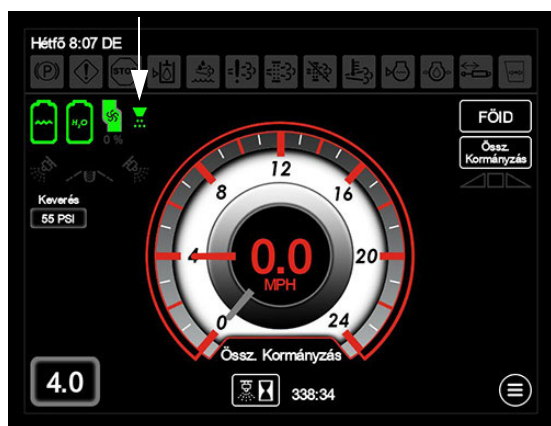 Hétfő 8:07 DE
(P)
STOP
H₂O
0 %
FÖID
Össz.
Kormányzás
Keverés
55 PSI
0
4
8
12
16
20
24
0.0
MPH
Össz. Kormányzás
4.0
338:34